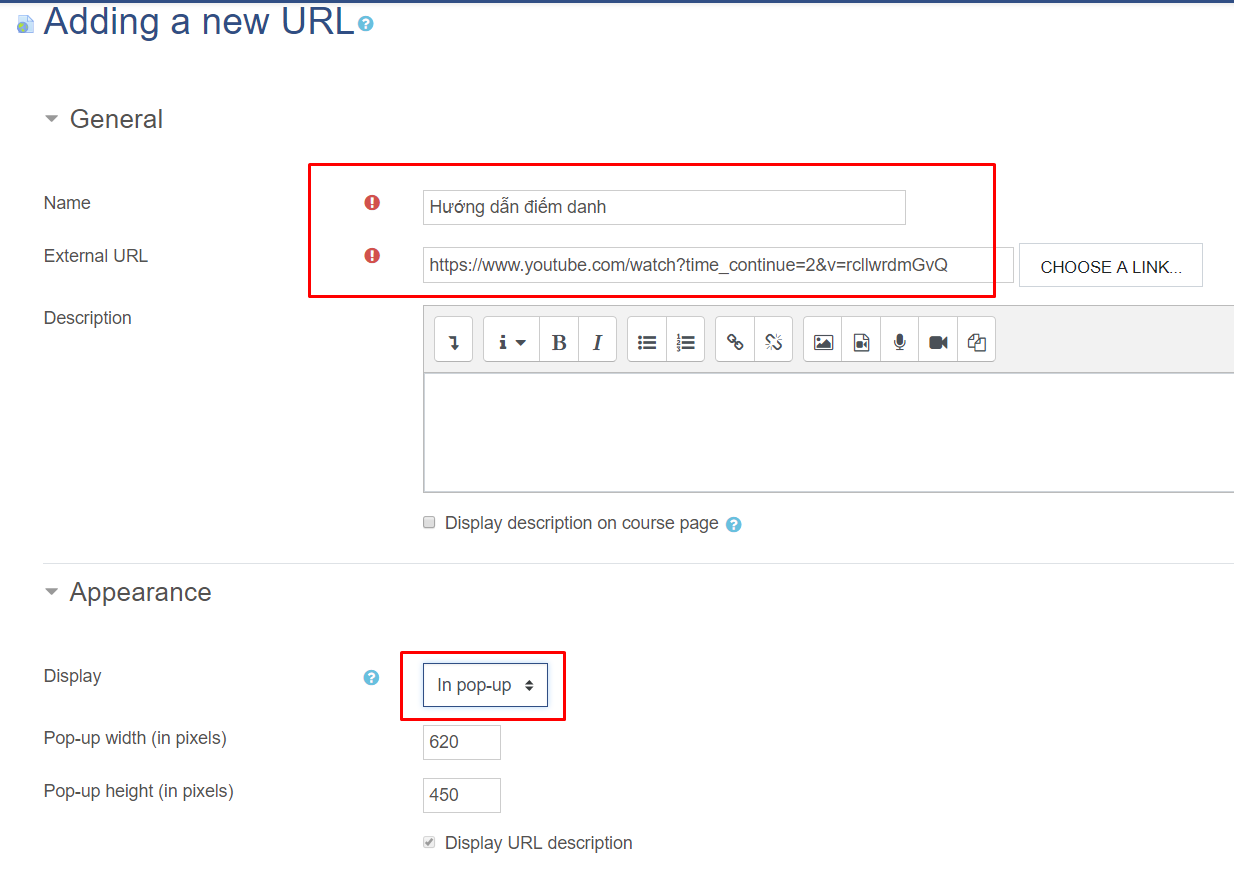 Adding a new URL
General
Name
Hướng dẫn điểm danh
External URL
https://www.youtube.com/watch?time_continue=2&v=rcllwrdmGvQ
CHOOSE A LINK...
Description
B I
Display description on course page
Appearance
Display
In pop-up
Pop-up width (in pixels)
620
Pop-up height (in pixels)
450
Display URL description